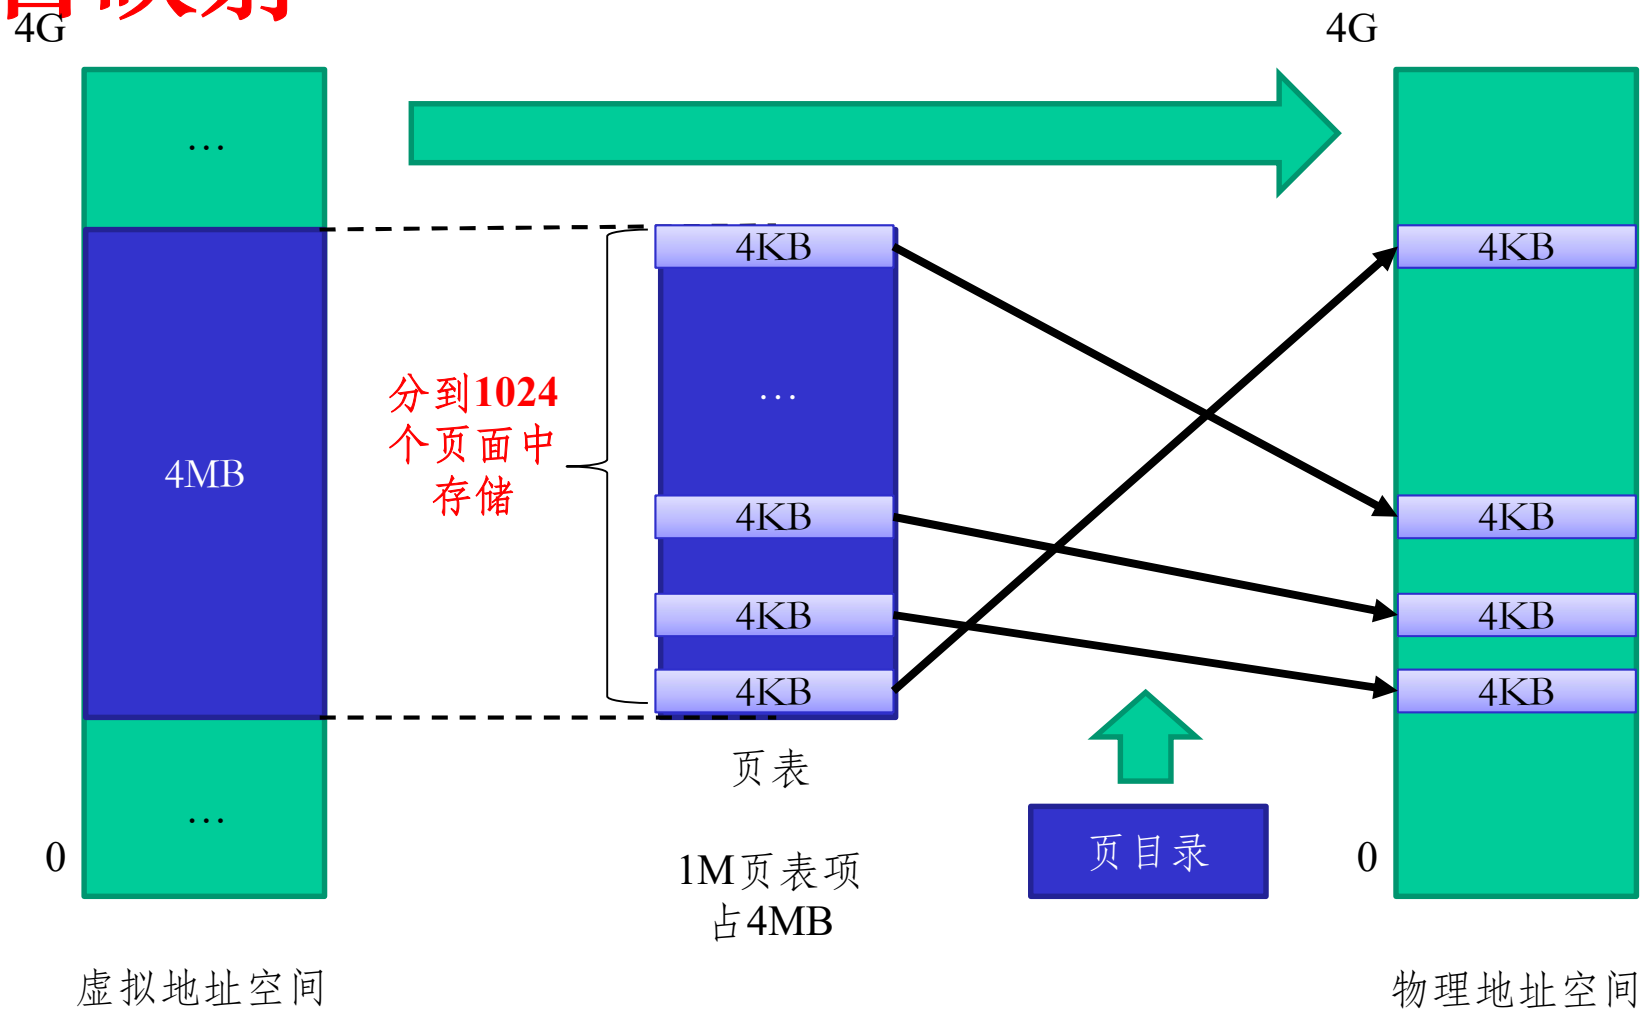 4G
4G
…
4KB
4KB
分到1024
个页面中
存储
…
4MB
4KB
4KB
4KB
4KB
4KB
4KB
页表
…
页目录
0
0
1M页表项
占4MB
虚拟地址空间
物理地址空间